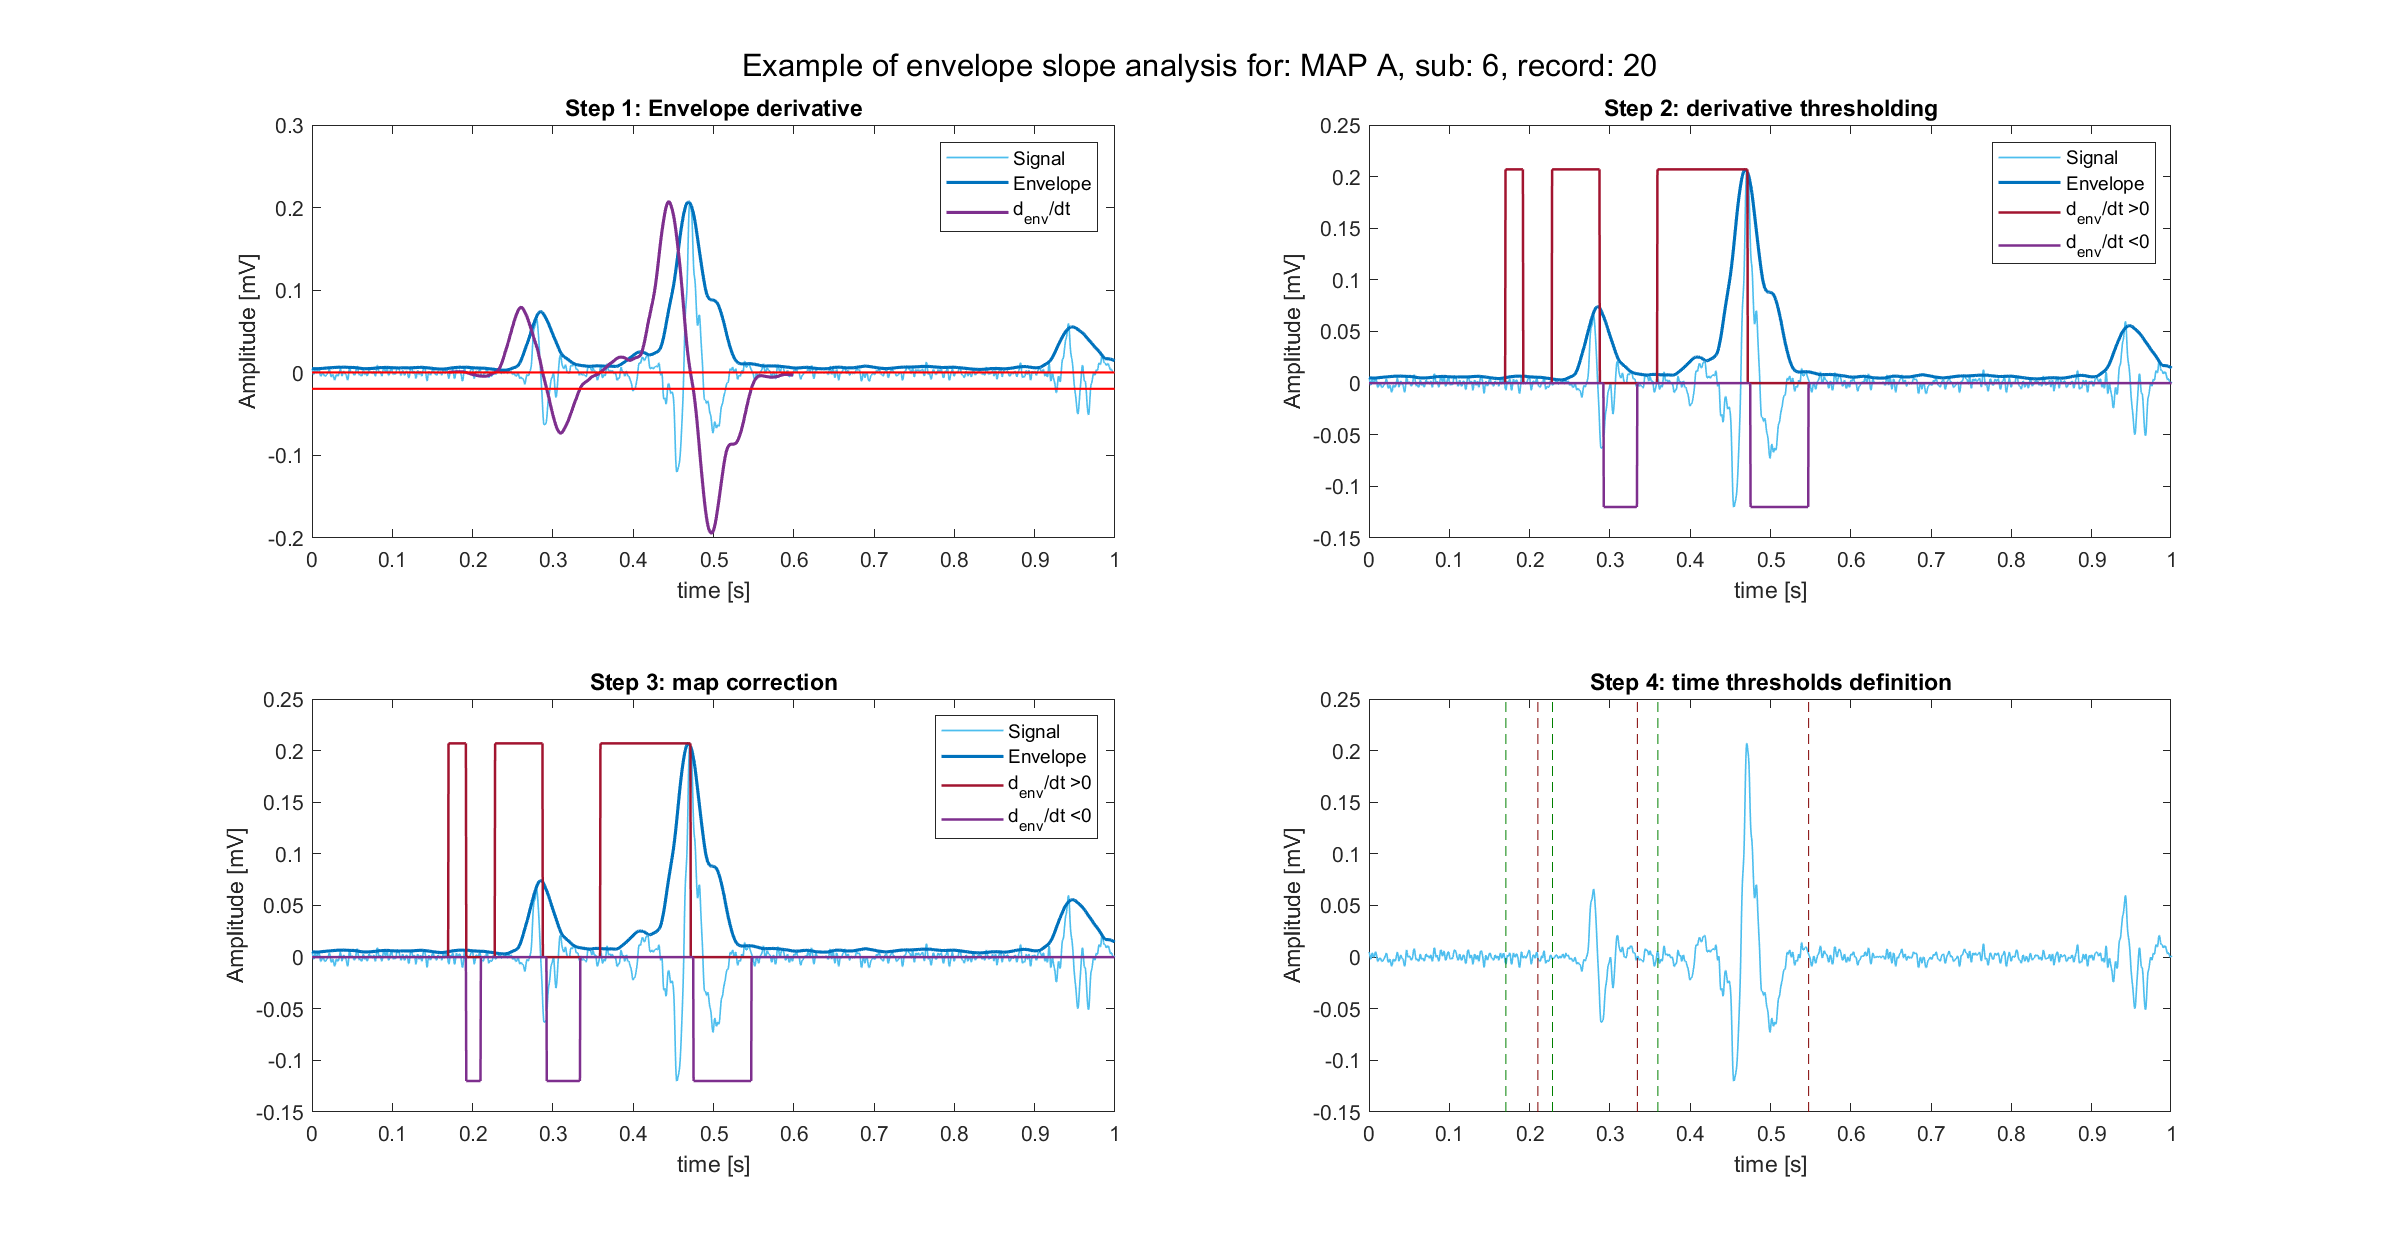 Example of envelope slope analysis for: MAP A, sub: 6, record: 20
Step 1: Envelope derivative
0.3
0.2
0.1
0
-0.1
-0.2
Amplitude [mV]
0 0.1 0.2 0.3 0.4 0.5 0.6 0.7 0.8 0.9 1
time [s]
Signal
Envelope
d_env/dt
Step 2: derivative thresholding
0.25
0.2
0.15
0.1
0.05
0
-0.05
-0.1
-0.15
Amplitude [mV]
0 0.1 0.2 0.3 0.4 0.5 0.6 0.7 0.8 0.9 1
time [s]
Signal
Envelope
d_env/dt >0
d_env/dt <0
Step 3: map correction
0.25
0.2
0.15
0.1
0.05
0
-0.05
-0.1
-0.15
Amplitude [mV]
0 0.1 0.2 0.3 0.4 0.5 0.6 0.7 0.8 0.9 1
time [s]
Signal
Envelope
d_env/dt >0
d_env/dt <0
Step 4: time thresholds definition
0.25
0.2
0.15
0.1
0.05
0
-0.05
-0.1
-0.15
Amplitude [mV]
0 0.1 0.2 0.3 0.4 0.5 0.6 0.7 0.8 0.9 1
time [s]